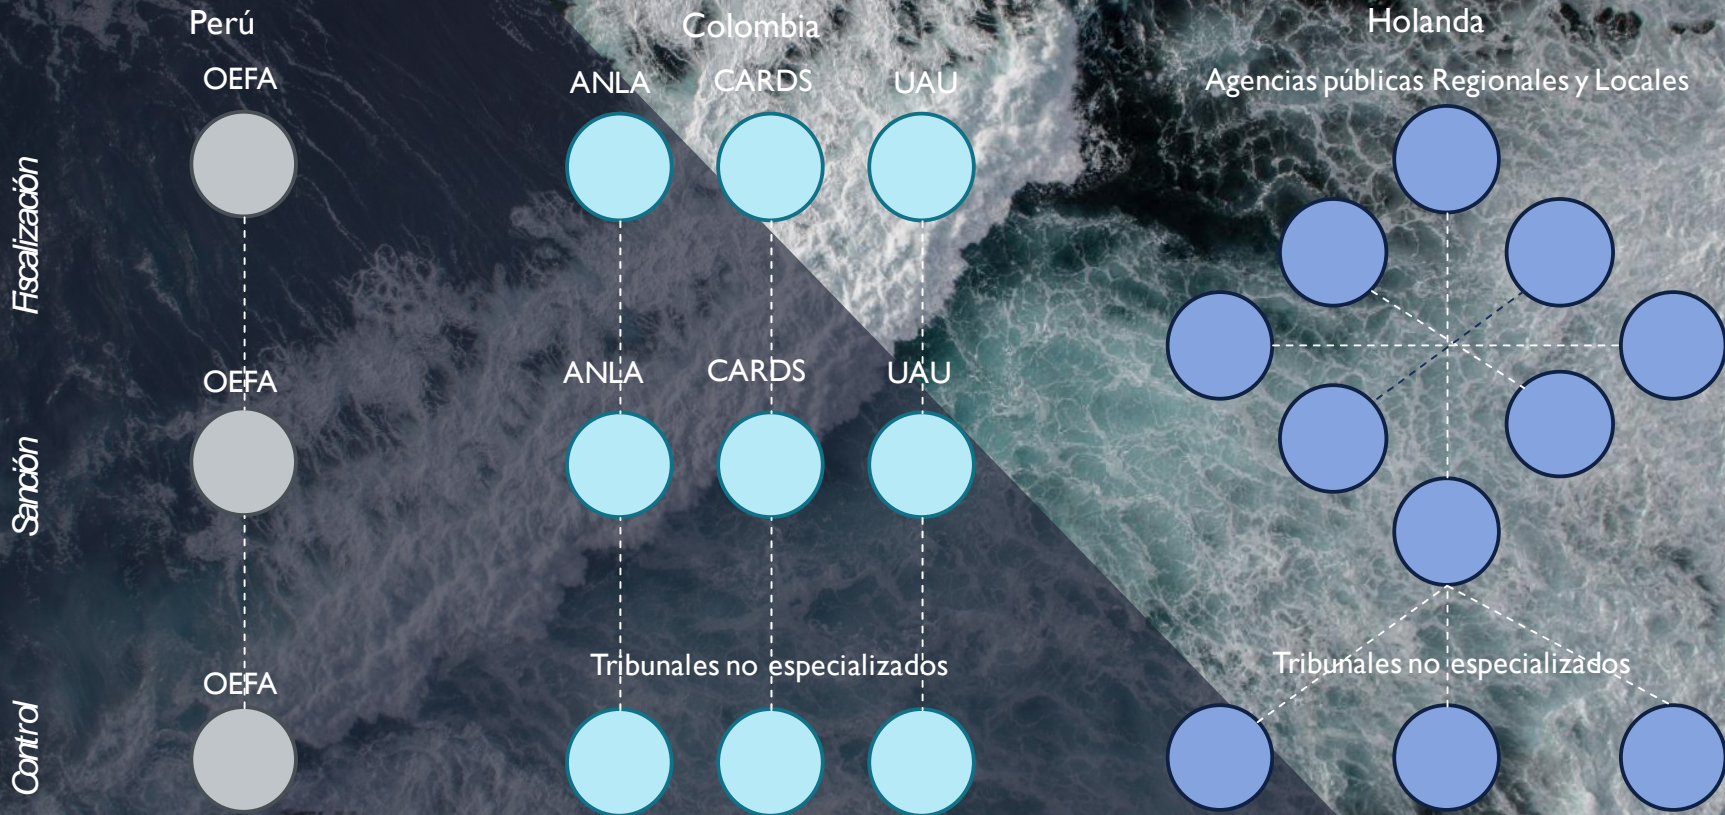 Perú
Colombia
Holanda
OEFA
ANLA
CARDS
UAU
Agencias públicas Regionales y Locales
Fiscalización
OEFA
ANLA
CARDS
UAU
Sanción
OEFA
Tribunales no especializados
Tribunales no especializados
Control